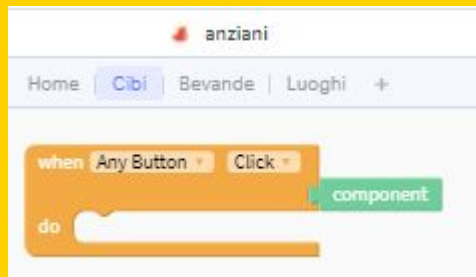 anziani
Home | Cibi | Bevande | Luoghi +
when Any Button Click
component
do